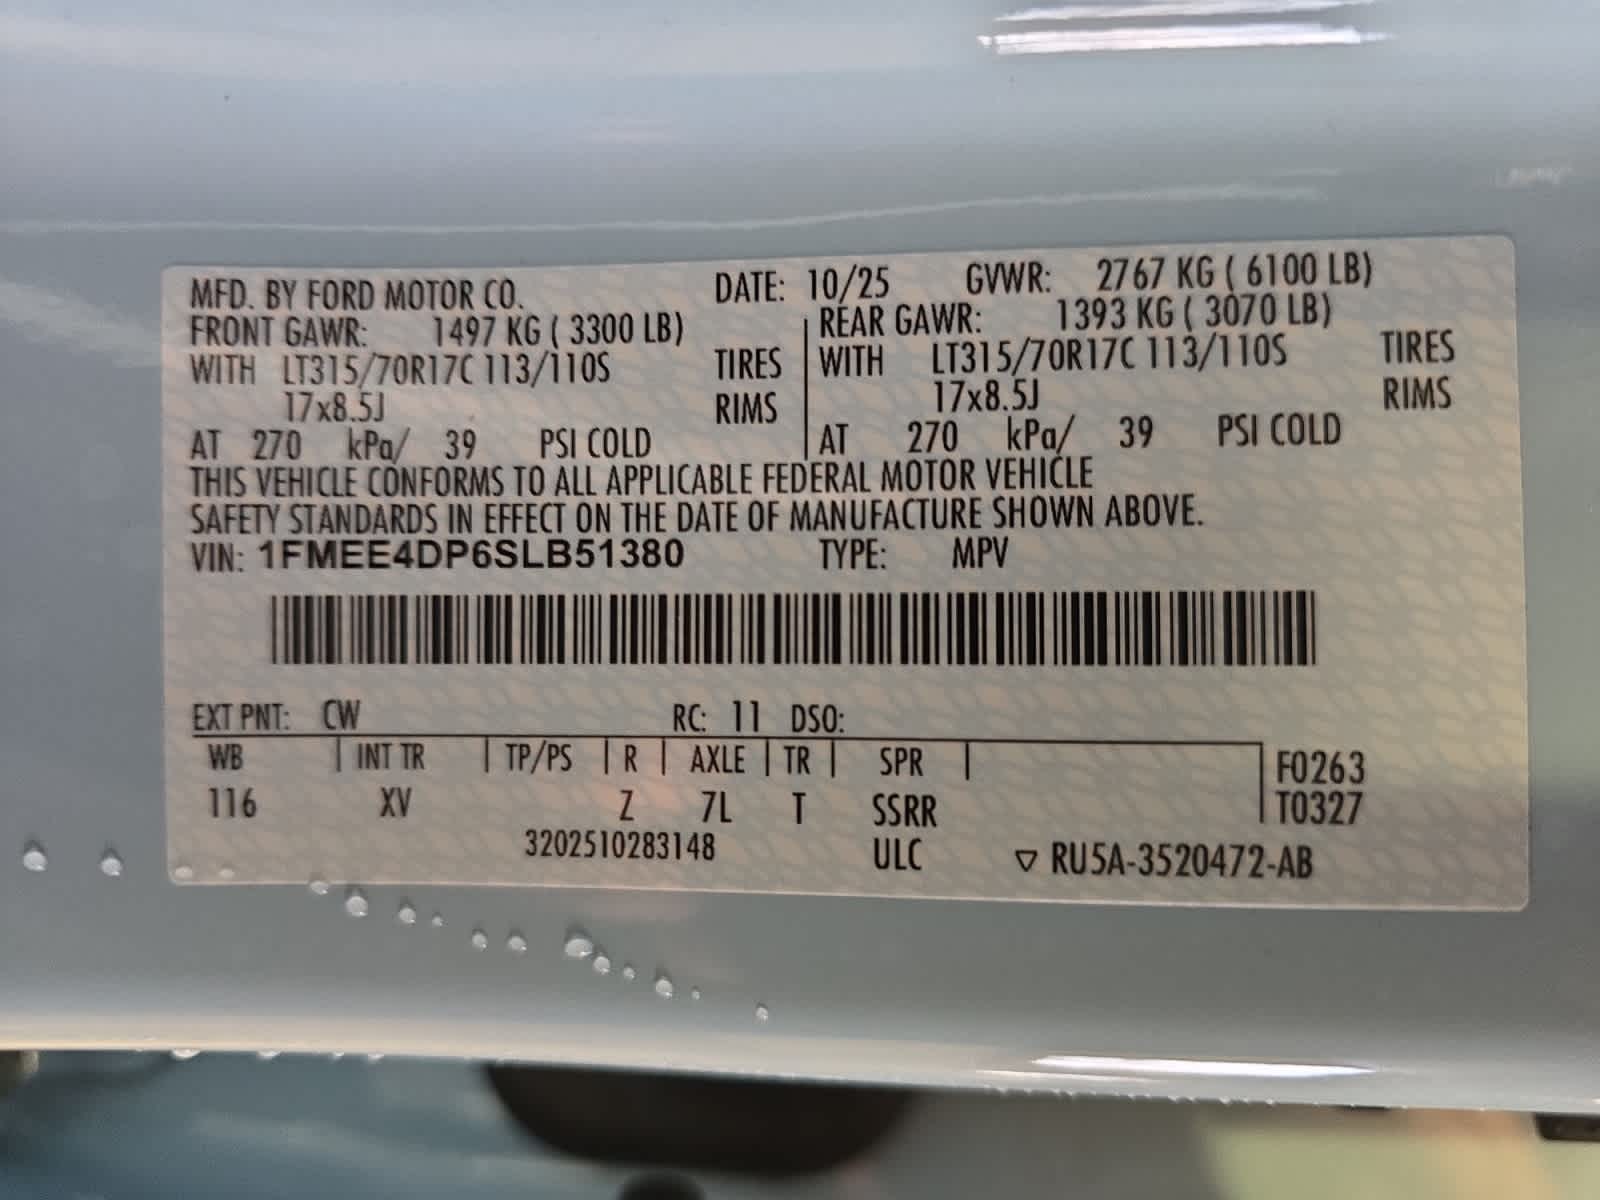 MFD. BY FORD MOTOR CO. DATE: 10/25 GVWR: 2767 KG ( 6100 LB)
FRONT GAWR: 1497 KG ( 3300 LB) REAR GAWR: 1393 KG ( 3070 LB)
WITH LT315/70R17C 113/110S TIRES WITH LT315/70R17C 113/110S TIRES
17x8.5J RIMS 17x8.5J RIMS
AT 270 kPa/ 39 PSI COLD AT 270 kPa/ 39 PSI COLD
THIS VEHICLE CONFORMS TO ALL APPLICABLE FEDERAL MOTOR VEHICLE
SAFETY STANDARDS IN EFFECT ON THE DATE OF MANUFACTURE SHOWN ABOVE.
VIN: 1FMEE4DP6SLB51380 TYPE: MPV
EXT PNT: CW RC: 11 DSO:
WB INT TR TP/PS R AXLE TR SPR F0263
116 XV Z 7L T SSRR T0327
3202510283148 ULC ▽ RU5A-3520472-AB